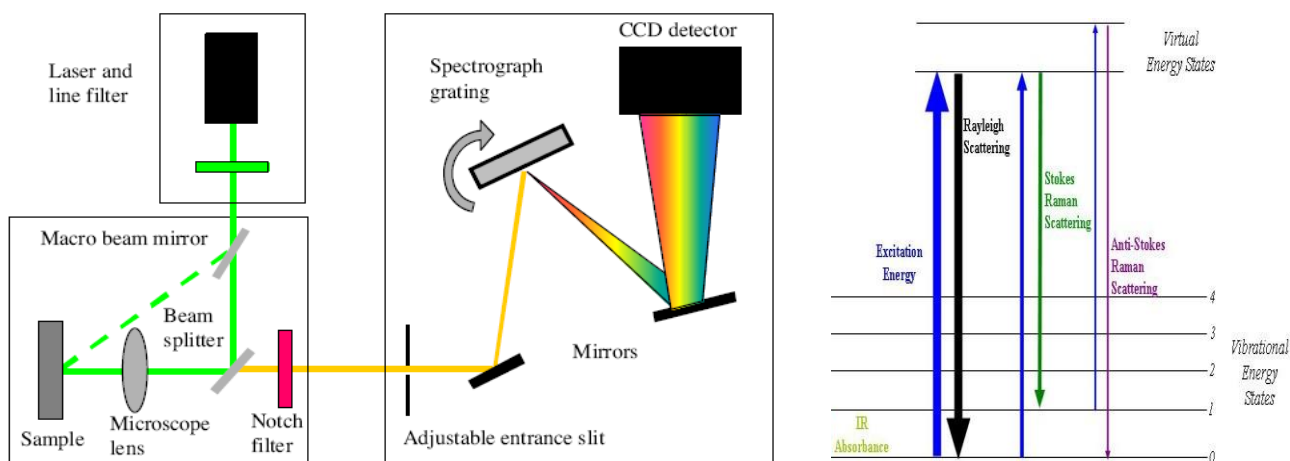 Laser and
line filter
Macro beam mirror
Beam
splitter
Sample
Microscope
lens
Notch
filter
CCD detector
Spectrograph
grating
Mirrors
Adjustable entrance slit
Virtual
Energy States
Rayleigh
Scattering
Stokes
Raman
Scattering
Excitation
Energy
Anti-Stokes
Raman
Scattering
4
3
2
1
0
Vibrational
Energy
States
IR
Absorbance